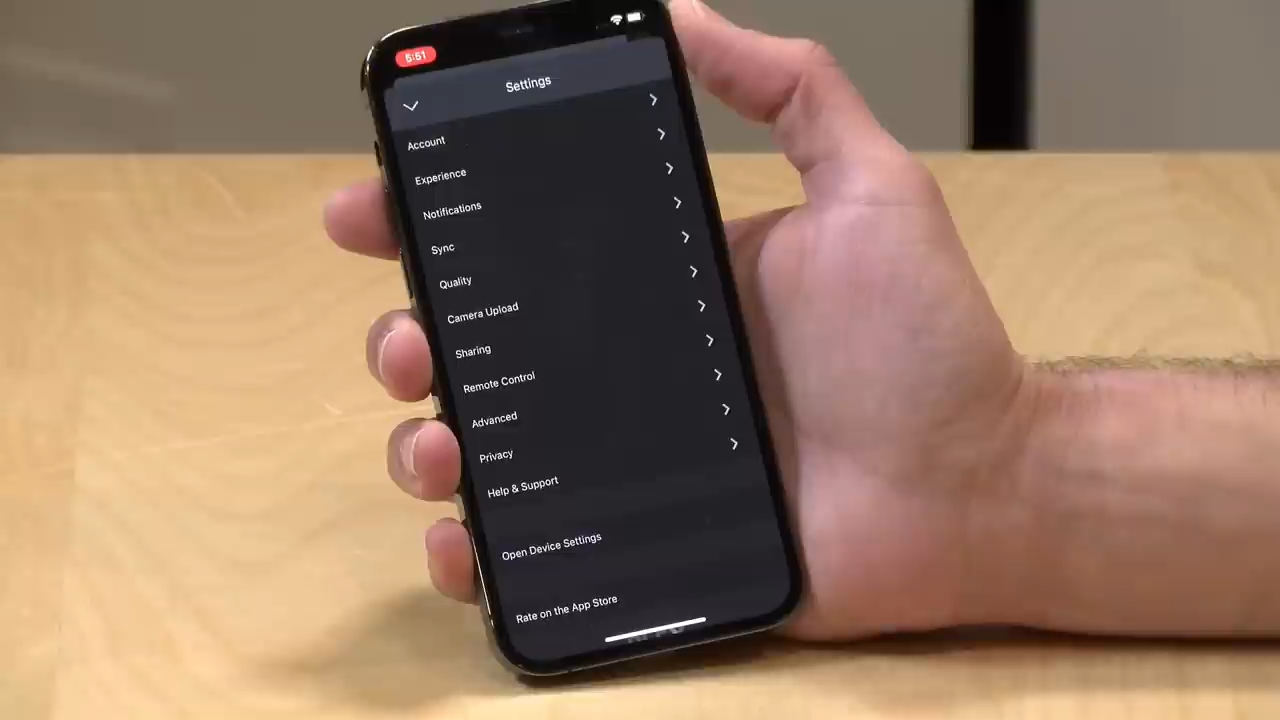 5:51
Settings
Account
Experience
Notifications
Sync
Quality
Camera Upload
Sharing
Remote Control
Advanced
Privacy
Help & Support
Open Device Settings
Rate on the App Store